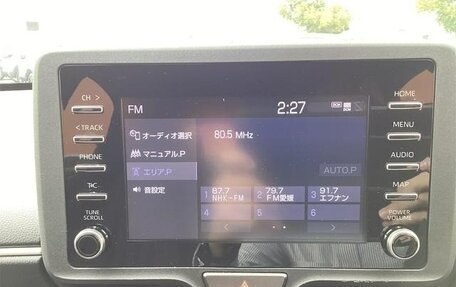 CH >
< TRACK
PHONE
TUNE
SCROLL
FM
2:27
オーディオ選択
80.5 MHz
マニュアル.P
エリア.P
AUTO.P
音設定
1 87.7 NHK-FM
2 79.7 FM愛媛
3 91.7 エフナン
4
5
6
HOME
MENU
AUDIO
MAP
POWER
VOLUME